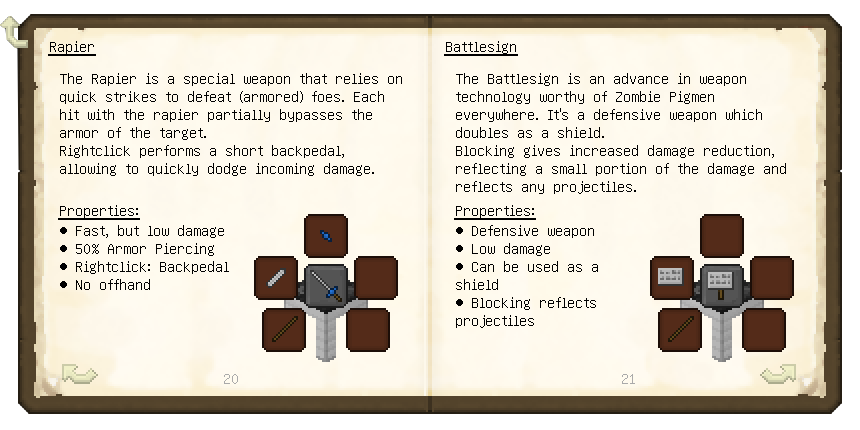 Rapier
The Rapier is a special weapon that relies on
quick strikes to defeat (armored) foes. Each
hit with the rapier partially bypasses the
armor of the target.
Rightclick performs a short backpedal,
allowing to quickly dodge incoming damage.
Properties:
● Fast, but low damage
● 50% Armor Piercing
● Rightclick: Backpedal
● No offhand
20
Battlesign
The Battlesign is an advance in weapon
technology worthy of Zombie Pigmen
everywhere. It's a defensive weapon which
doubles as a shield.
Blocking gives increased damage reduction,
reflecting a small portion of the damage and
reflects any projectiles.
Properties:
● Defensive weapon
● Low damage
● Can be used as a
shield
● Blocking reflects
projectiles
21